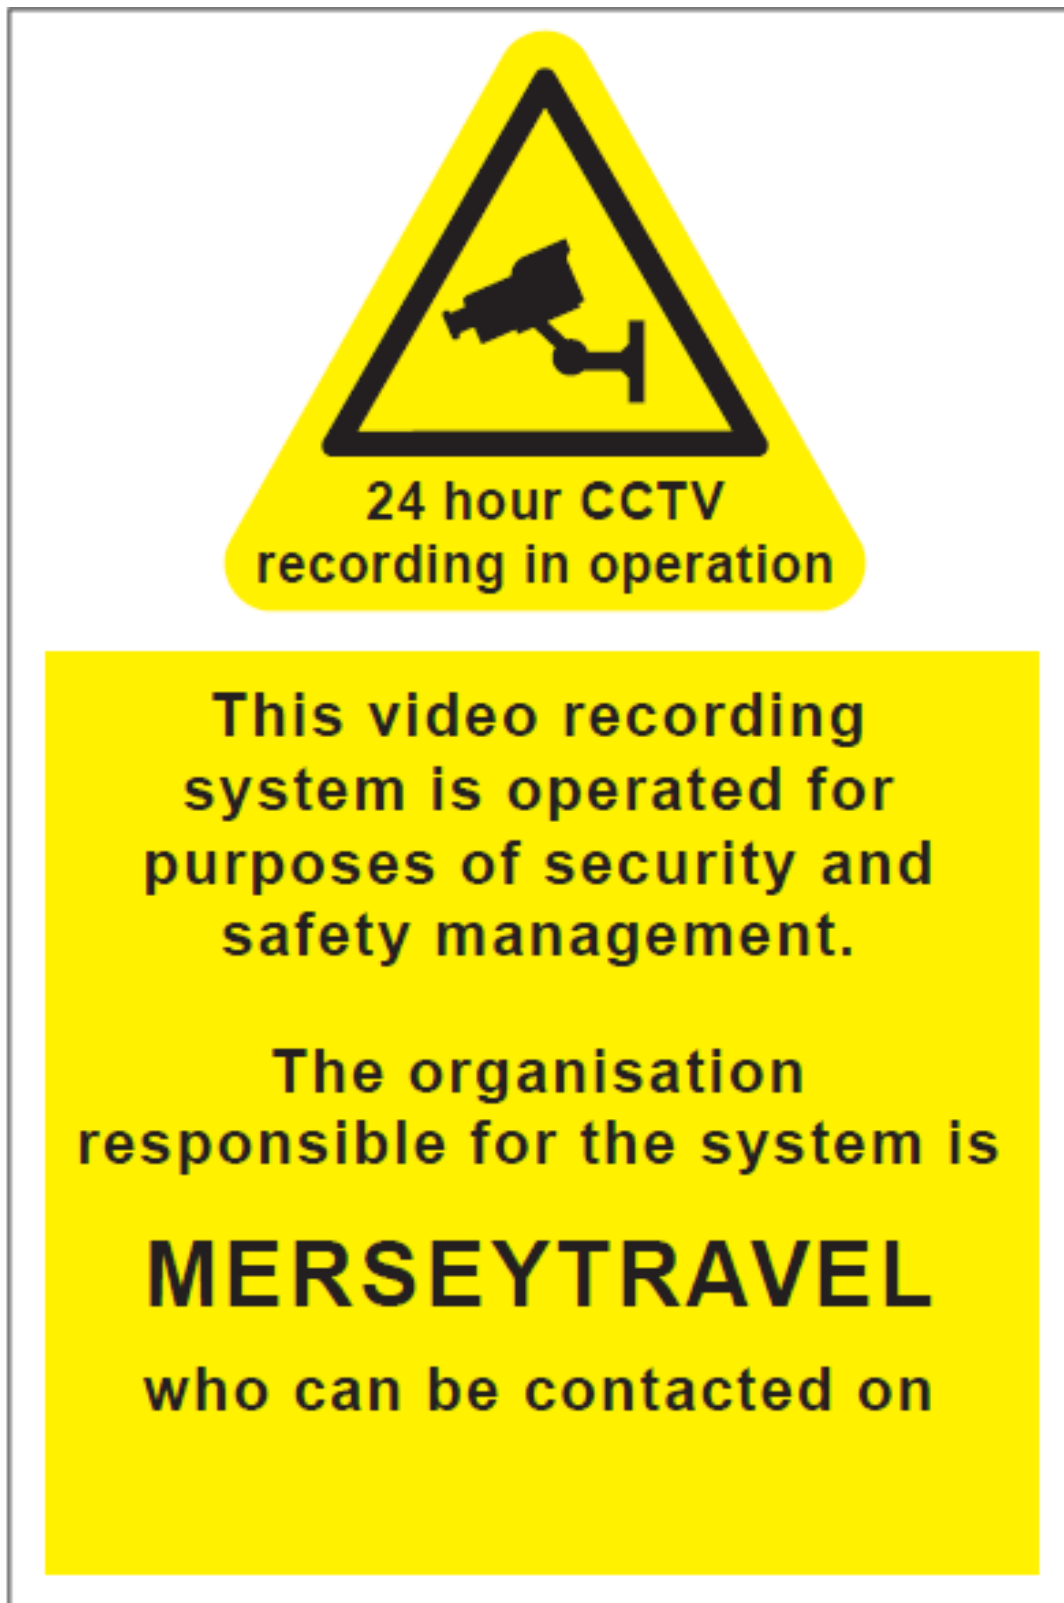 24 hour CCTV
recording in operation
This video recording
system is operated for
purposes of security and
safety management.
The organisation
responsible for the system is
MERSEYTRAVEL
who can be contacted on